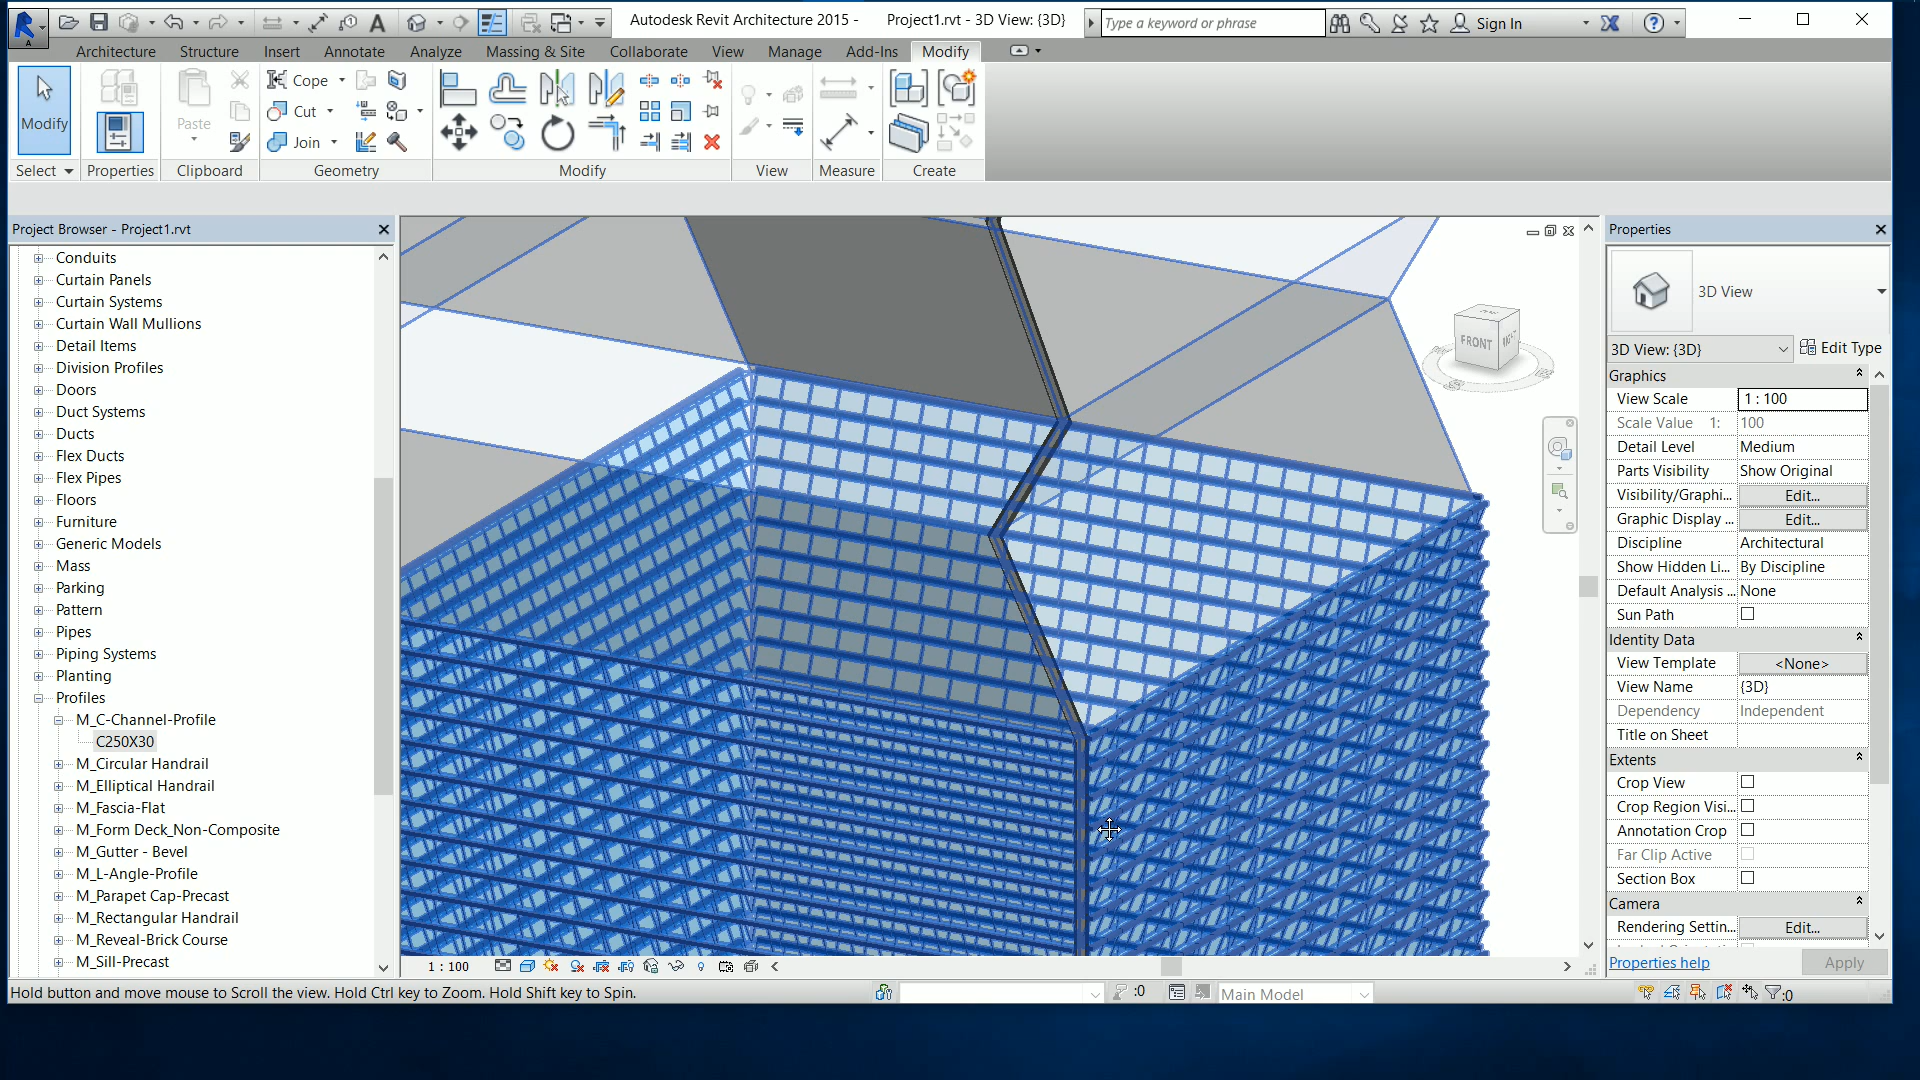 Autodesk Revit Architecture 2015 - Project1.rvt - 3D View: {3D}
Type a keyword or phrase
Sign In
Architecture Structure Insert Annotate Analyze Massing & Site Collaborate View Manage Add-Ins Modify
Modify
Paste
Cope
Cut
Join
Select Properties Clipboard Geometry Modify View Measure Create
Project Browser - Project1.rvt
Conduits
Curtain Panels
Curtain Systems
Curtain Wall Mullions
Detail Items
Division Profiles
Doors
Duct Systems
Ducts
Flex Ducts
Flex Pipes
Floors
Furniture
Generic Models
Mass
Parking
Pattern
Pipes
Piping Systems
Planting
Profiles
M_C-Channel-Profile
C250X30
M_Circular Handrail
M_Elliptical Handrail
M_Fascia-Flat
M_Form Deck_Non-Composite
M_Gutter - Bevel
M_L-Angle-Profile
M_Parapet Cap-Precast
M_Rectangular Handrail
M_Reveal-Brick Course
M_Sill-Precast
FRONT
1 : 100
Properties
3D View
3D View: {3D}
Edit Type
Graphics
View Scale 1 : 100
Scale Value 1: 100
Detail Level Medium
Parts Visibility Show Original
Visibility/Graphi... Edit...
Graphic Display ... Edit...
Discipline Architectural
Show Hidden Li... By Discipline
Default Analysis ... None
Sun Path
Identity Data
View Template <None>
View Name {3D}
Dependency Independent
Title on Sheet
Extents
Crop View
Crop Region Visi...
Annotation Crop
Far Clip Active
Section Box
Camera
Rendering Settin... Edit...
Properties help
Apply
Hold button and move mouse to Scroll the view. Hold Ctrl key to Zoom. Hold Shift key to Spin.
:0
Main Model
:0